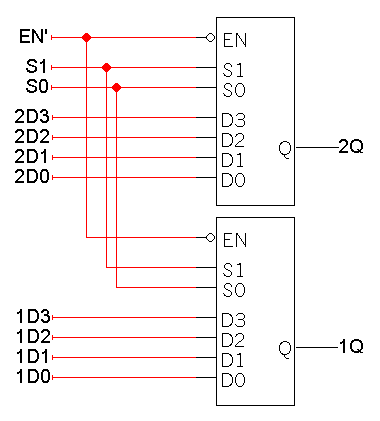 EN' EN
S1 S1
S0 S0
2D3 D3
2D2 D2
2D1 D1 Q 2Q
2D0 D0
EN
S1
S0
1D3 D3
1D2 D2
1D1 D1 Q 1Q
1D0 D0